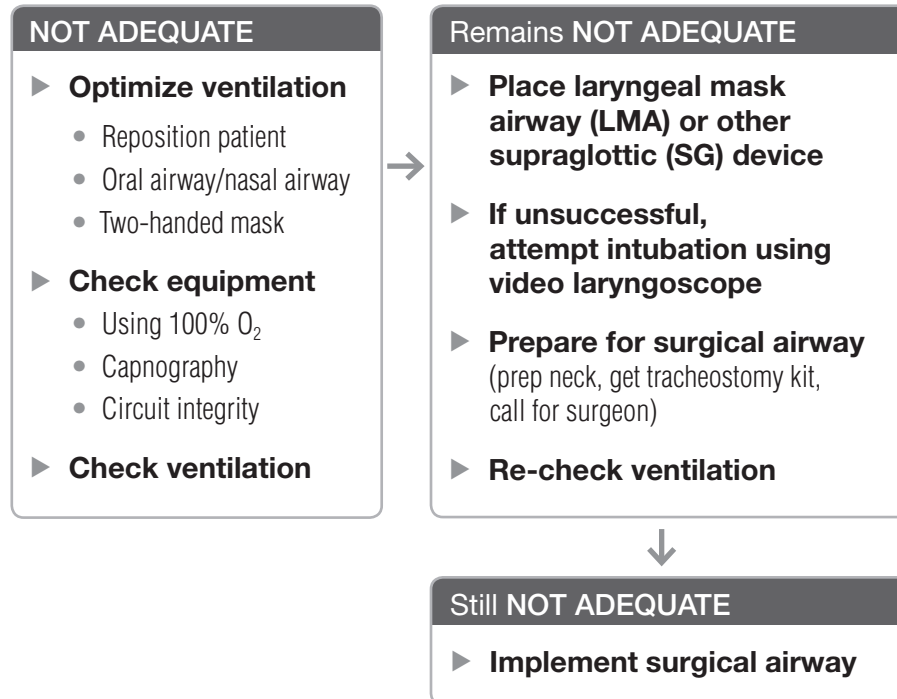 NOT ADEQUATE
▶ Optimize ventilation
• Reposition patient
• Oral airway/nasal airway
• Two-handed mask
▶ Check equipment
• Using 100% O₂
• Capnography
• Circuit integrity
▶ Check ventilation
Remains NOT ADEQUATE
▶ Place laryngeal mask
airway (LMA) or other
supraglottic (SG) device
▶ If unsuccessful,
attempt intubation using
video laryngoscope
▶ Prepare for surgical airway
(prep neck, get tracheostomy kit,
call for surgeon)
▶ Re-check ventilation
Still NOT ADEQUATE
▶ Implement surgical airway